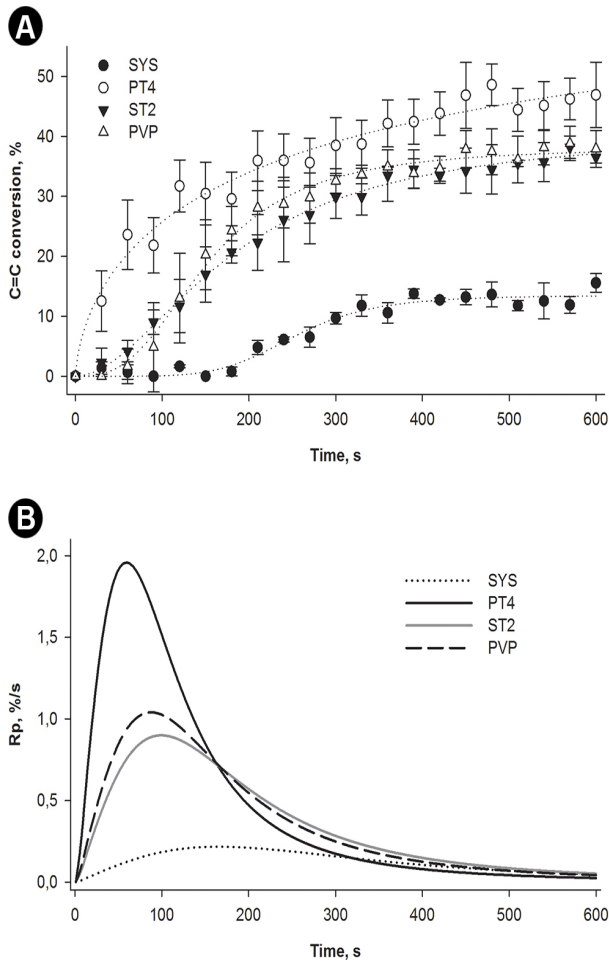 A
SYS
PT4
ST2
PVP
C=C conversion, %
50
40
30
20
10
0
0 100 200 300 400 500 600
Time, s
B
SYS
PT4
ST2
PVP
Rp, %/s
2,0
1,5
1,0
0,5
0,0
0 100 200 300 400 500 600
Time, s